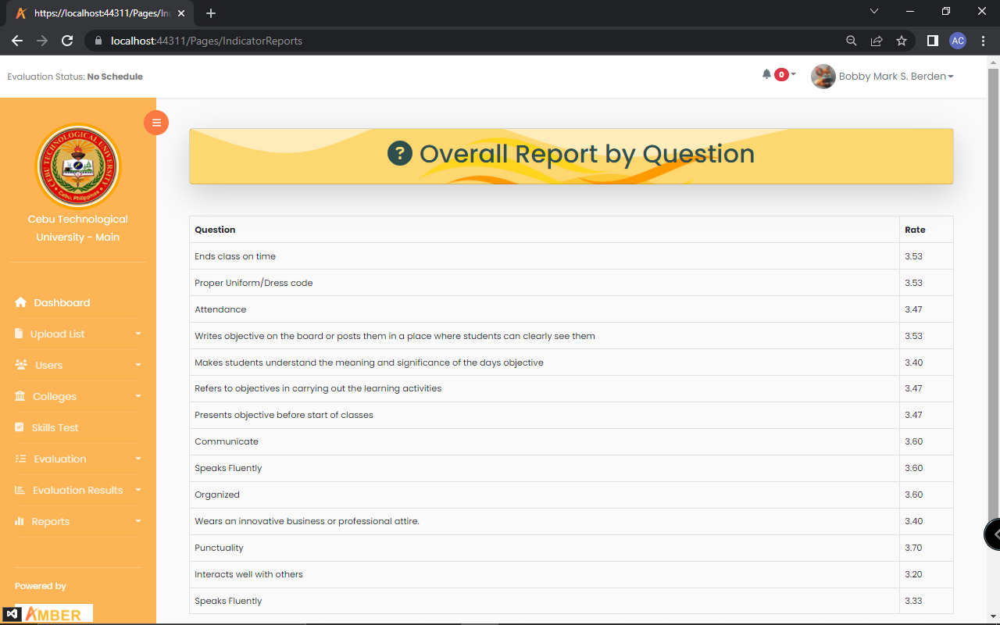 https://localhost:44311/Pages/Ind
localhost:44311/Pages/IndicatorReports
AC
Evaluation Status: No Schedule
0
Bobby Mark S. Berden
CEBU TECHNOLOGICAL UNIVERSITY
Cebu, Philippines
Cebu Technological
University - Main
Dashboard
Upload List
Users
Colleges
Skills Test
Evaluation
Evaluation Results
Reports
Powered by
AMBER
? Overall Report by Question
Question Rate
Ends class on time 3.53
Proper Uniform/Dress code 3.53
Attendance 3.47
Writes objective on the board or posts them in a place where students can clearly see them 3.53
Makes students understand the meaning and significance of the days objective 3.40
Refers to objectives in carrying out the learning activities 3.47
Presents objective before start of classes 3.47
Communicate 3.60
Speaks Fluently 3.60
Organized 3.60
Wears an innovative business or professional attire. 3.40
Punctuality 3.70
Interacts well with others 3.20
Speaks Fluently 3.33